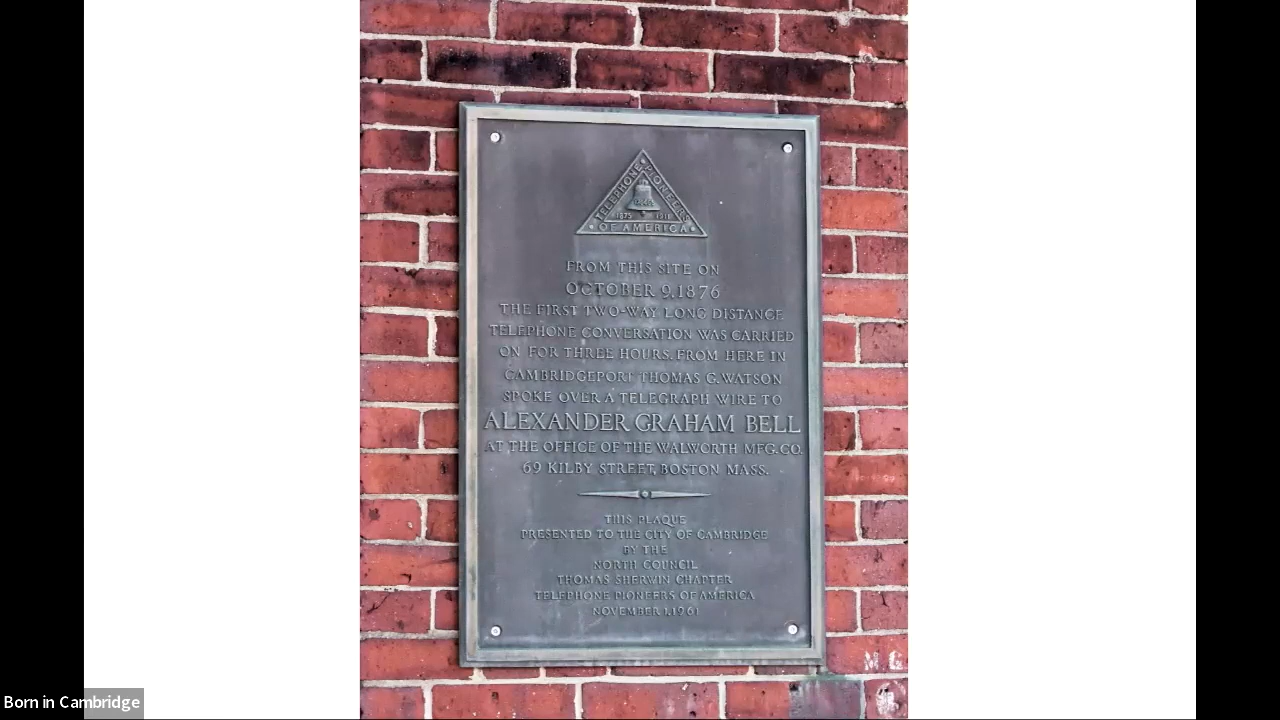 TELEPHONE PIONEERS
1875 1911
OF AMERICA
FROM THIS SITE ON
OCTOBER 9, 1876
THE FIRST TWO-WAY LONG DISTANCE
TELEPHONE CONVERSATION WAS CARRIED
ON FOR THREE HOURS. FROM HERE IN
CAMBRIDGEPORT THOMAS G. WATSON
SPOKE OVER A TELEGRAPH WIRE TO
ALEXANDER GRAHAM BELL
AT THE OFFICE OF THE WALWORTH MFG. CO.
69 KILBY STREET, BOSTON MASS.
THIS PLAQUE
PRESENTED TO THE CITY OF CAMBRIDGE
BY THE
NORTH COUNCIL
THOMAS SHERWIN CHAPTER
TELEPHONE PIONEERS OF AMERICA
NOVEMBER 1, 1961
Born in Cambridge